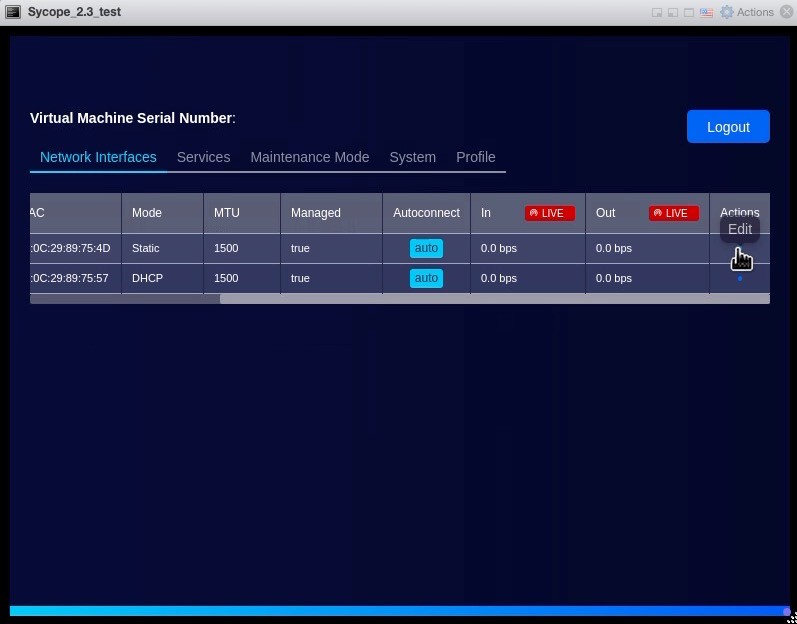 Sycope_2.3_test
Actions
Virtual Machine Serial Number:
Logout
Network Interfaces Services Maintenance Mode System Profile
AC Mode MTU Managed Autoconnect In LIVE Out LIVE Actions
Edit
:0C:29:89:75:4D Static 1500 true auto 0.0 bps 0.0 bps
:0C:29:89:75:57 DHCP 1500 true auto 0.0 bps 0.0 bps